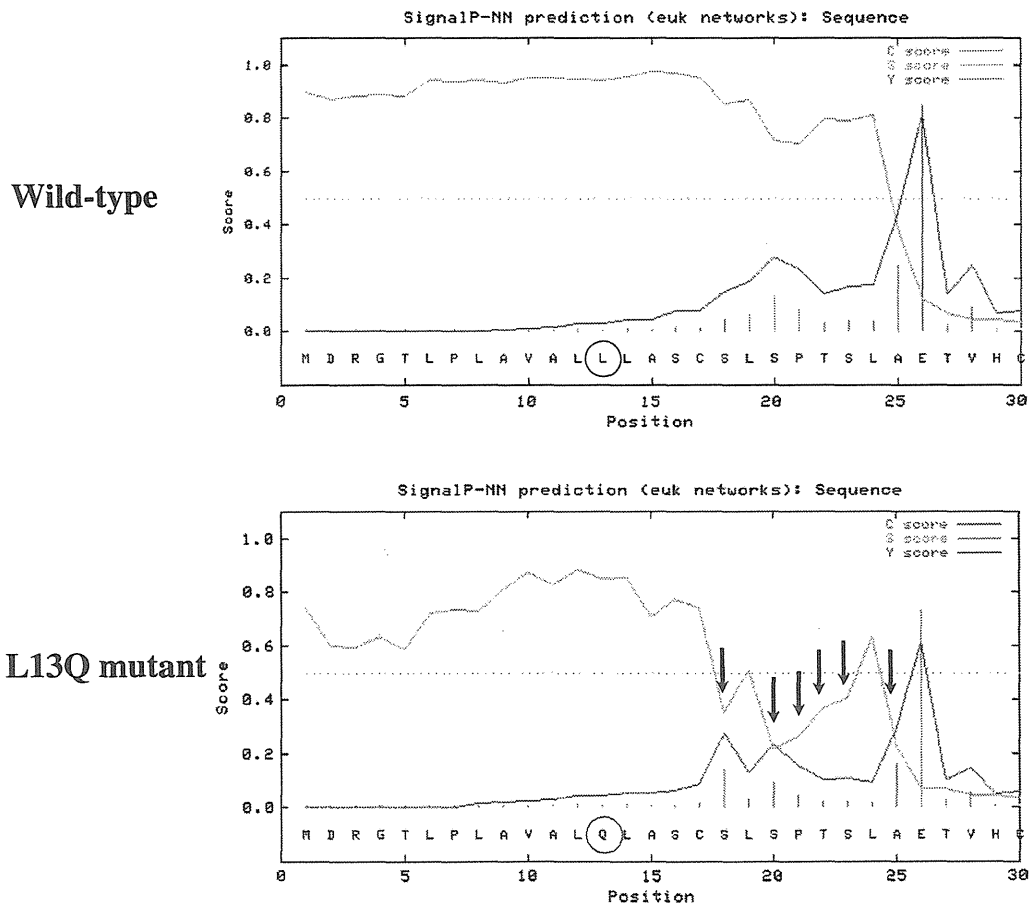 SignalP-NN prediction (euk networks): Sequence
C score
S score
Y score
1.0
0.8
0.6
0.4
0.2
0.0
Score
Wild-type
M D R G T L P L A V A L L L A S C S L S P T S L A E T V H C
0 5 10 15 20 25 30
Position
SignalP-NN prediction (euk networks): Sequence
C score
S score
Y score
1.0
0.8
0.6
0.4
0.2
0.0
Score
L13Q mutant
M D R G T L P L A V A L Q L A S C S L S P T S L A E T V H C
0 5 10 15 20 25 30
Position